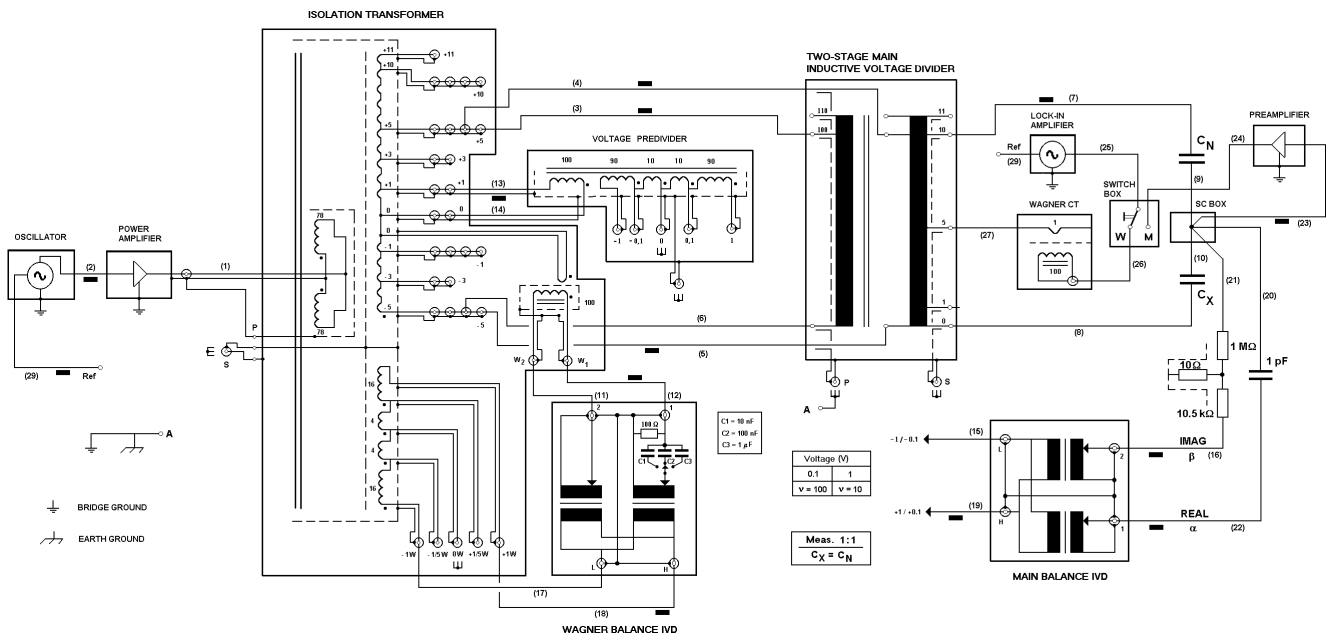 ISOLATION TRANSFORMER
+11
+11
+10
+10
+5
+5
+3
+3
+1
+1
0
0
0
-1
-1
-3
-3
-5
-5
78
78
OSCILLATOR
POWER
AMPLIFIER
(2)
(1)
P
S
(29)
Ref
A
BRIDGE GROUND
EARTH GROUND
16
4
4
16
-1W
-1/5W
0W
+1/5W
+1W
(4)
(3)
(13)
(14)
VOLTAGE PREDIVIDER
100
90
10
10
90
-1
-0,1
0
0,1
1
100
W2
W1
(6)
(5)
(11)
(12)
2
1
100 Ω
C1
C2
C3
L
H
(17)
(18)
WAGNER BALANCE IVD
C1 = 10 nF
C2 = 100 nF
C3 = 1 µF
TWO-STAGE MAIN
INDUCTIVE VOLTAGE DIVIDER
110
100
11
10
5
1
0
P
S
A
Voltage (V)
0.1
1
v = 100
v = 10
Meas. 1:1
CX = CN
(7)
LOCK-IN
AMPLIFIER
Ref
(29)
(25)
WAGNER CT
1
100
(27)
(26)
SWITCH
BOX
W
M
(8)
CN
(9)
SC BOX
(10)
CX
PREAMPLIFIER
(24)
(23)
(21)
(20)
1 MΩ
10 Ω
10.5 kΩ
1 pF
(15)
-1 / -0.1
(19)
+1 / +0.1
L
H
2
1
IMAG
β
(16)
REAL
α
(22)
MAIN BALANCE IVD